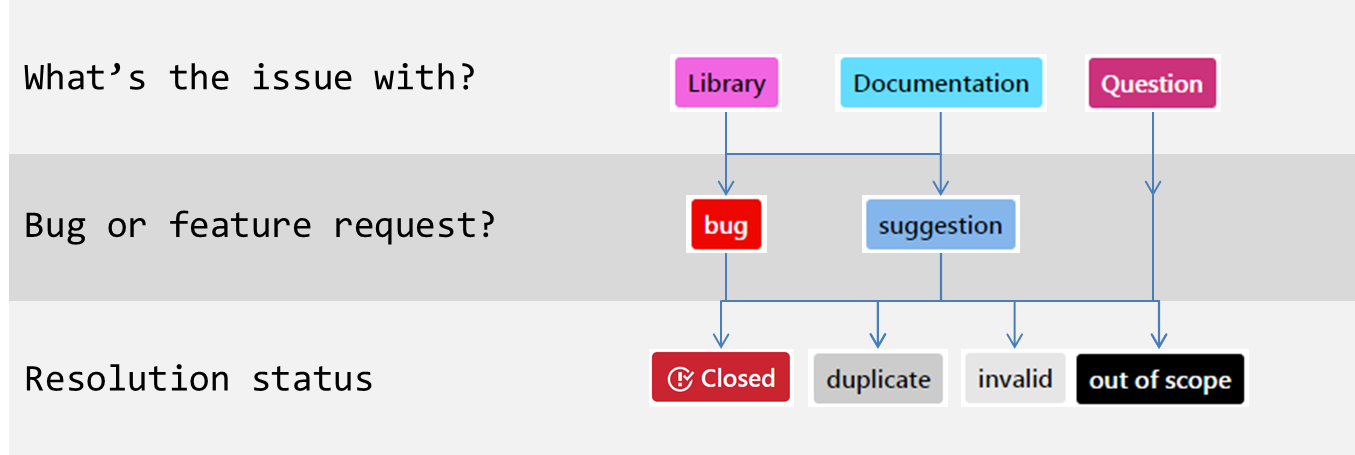 What’s the issue with?
Library Documentation Question
Bug or feature request?
bug suggestion
Resolution status
Closed duplicate invalid out of scope